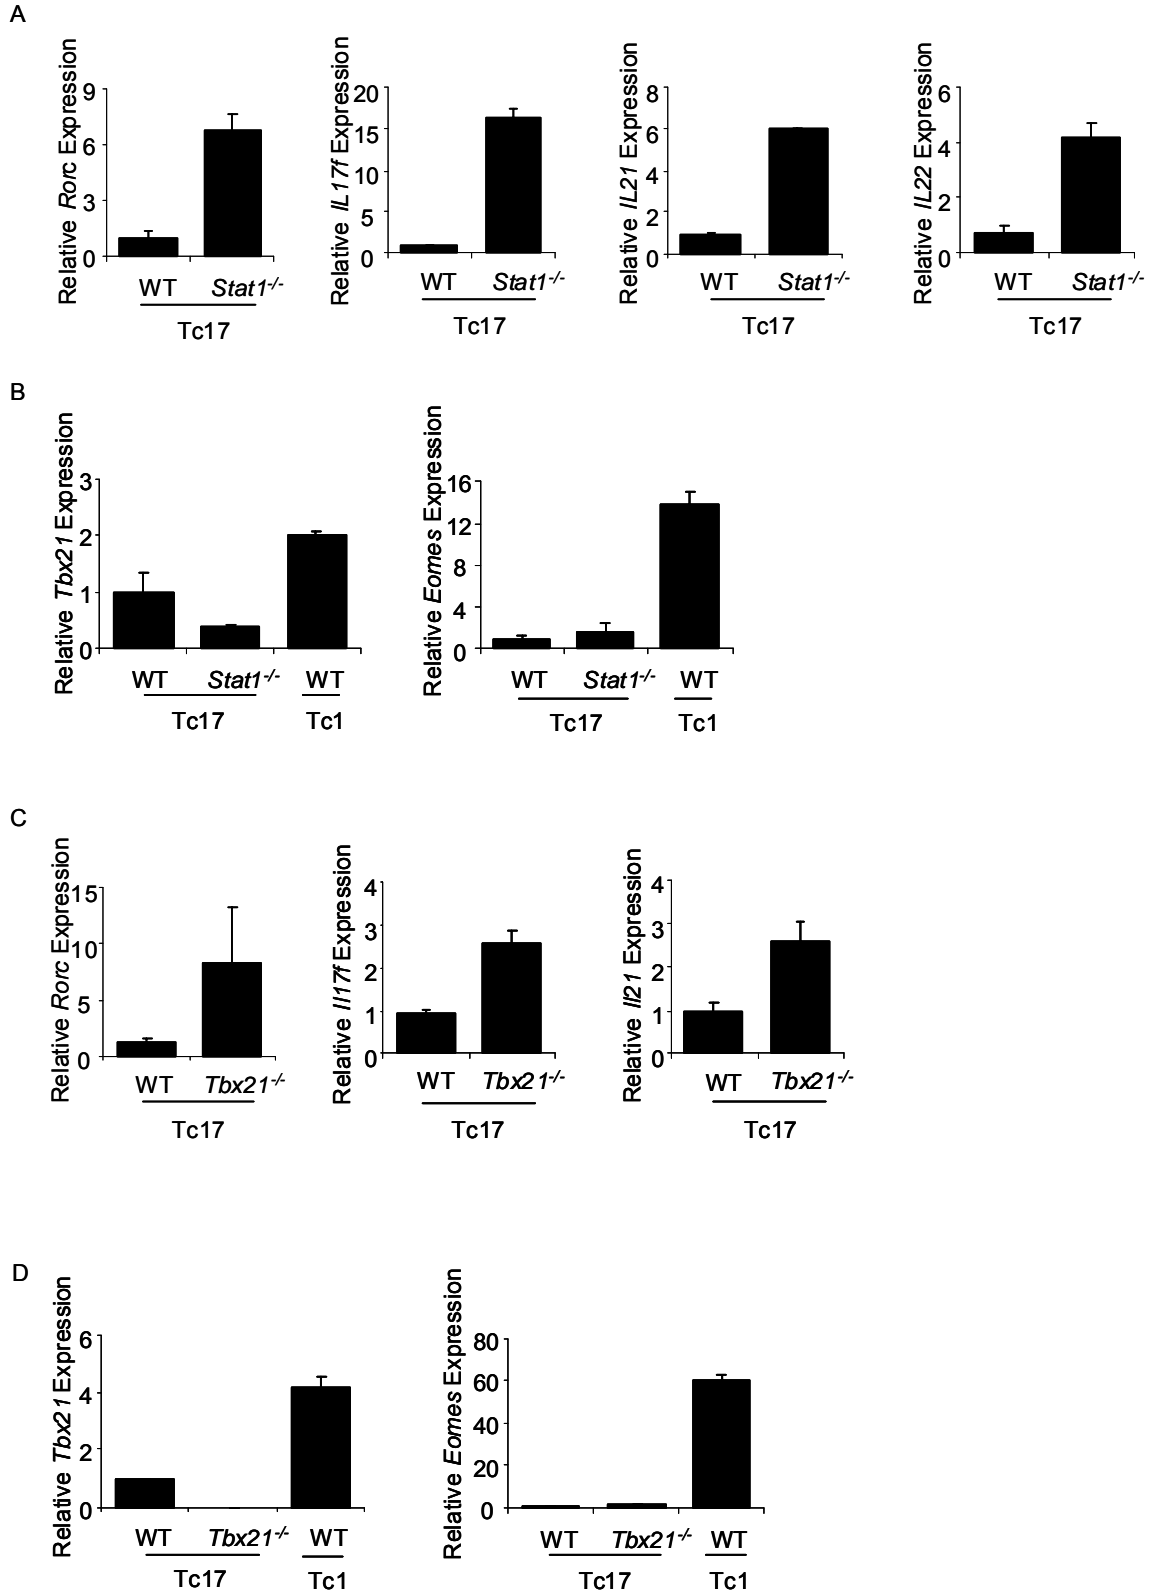 A
Relative Rorc Expression
9
6
3
0
WT Stat1-/-
Tc17
Relative IL17f Expression
20
15
10
5
0
WT Stat1-/-
Tc17
Relative IL21 Expression
8
6
4
2
0
WT Stat1-/-
Tc17
Relative IL22 Expression
6
4
2
0
WT Stat1-/-
Tc17
B
Relative Tbx21 Expression
3
2
1
0
WT Stat1-/- WT
Tc17 Tc1
Relative Eomes Expression
16
12
8
4
0
WT Stat1-/- WT
Tc17 Tc1
C
Relative Rorc Expression
15
10
5
0
WT Tbx21-/-
Tc17
Relative Il17f Expression
4
3
2
1
0
WT Tbx21-/-
Tc17
Relative Il21 Expression
4
3
2
1
0
WT Tbx21-/-
Tc17
D
Relative Tbx21 Expression
6
4
2
0
WT Tbx21-/- WT
Tc17 Tc1
Relative Eomes Expression
80
60
40
20
0
WT Tbx21-/- WT
Tc17 Tc1